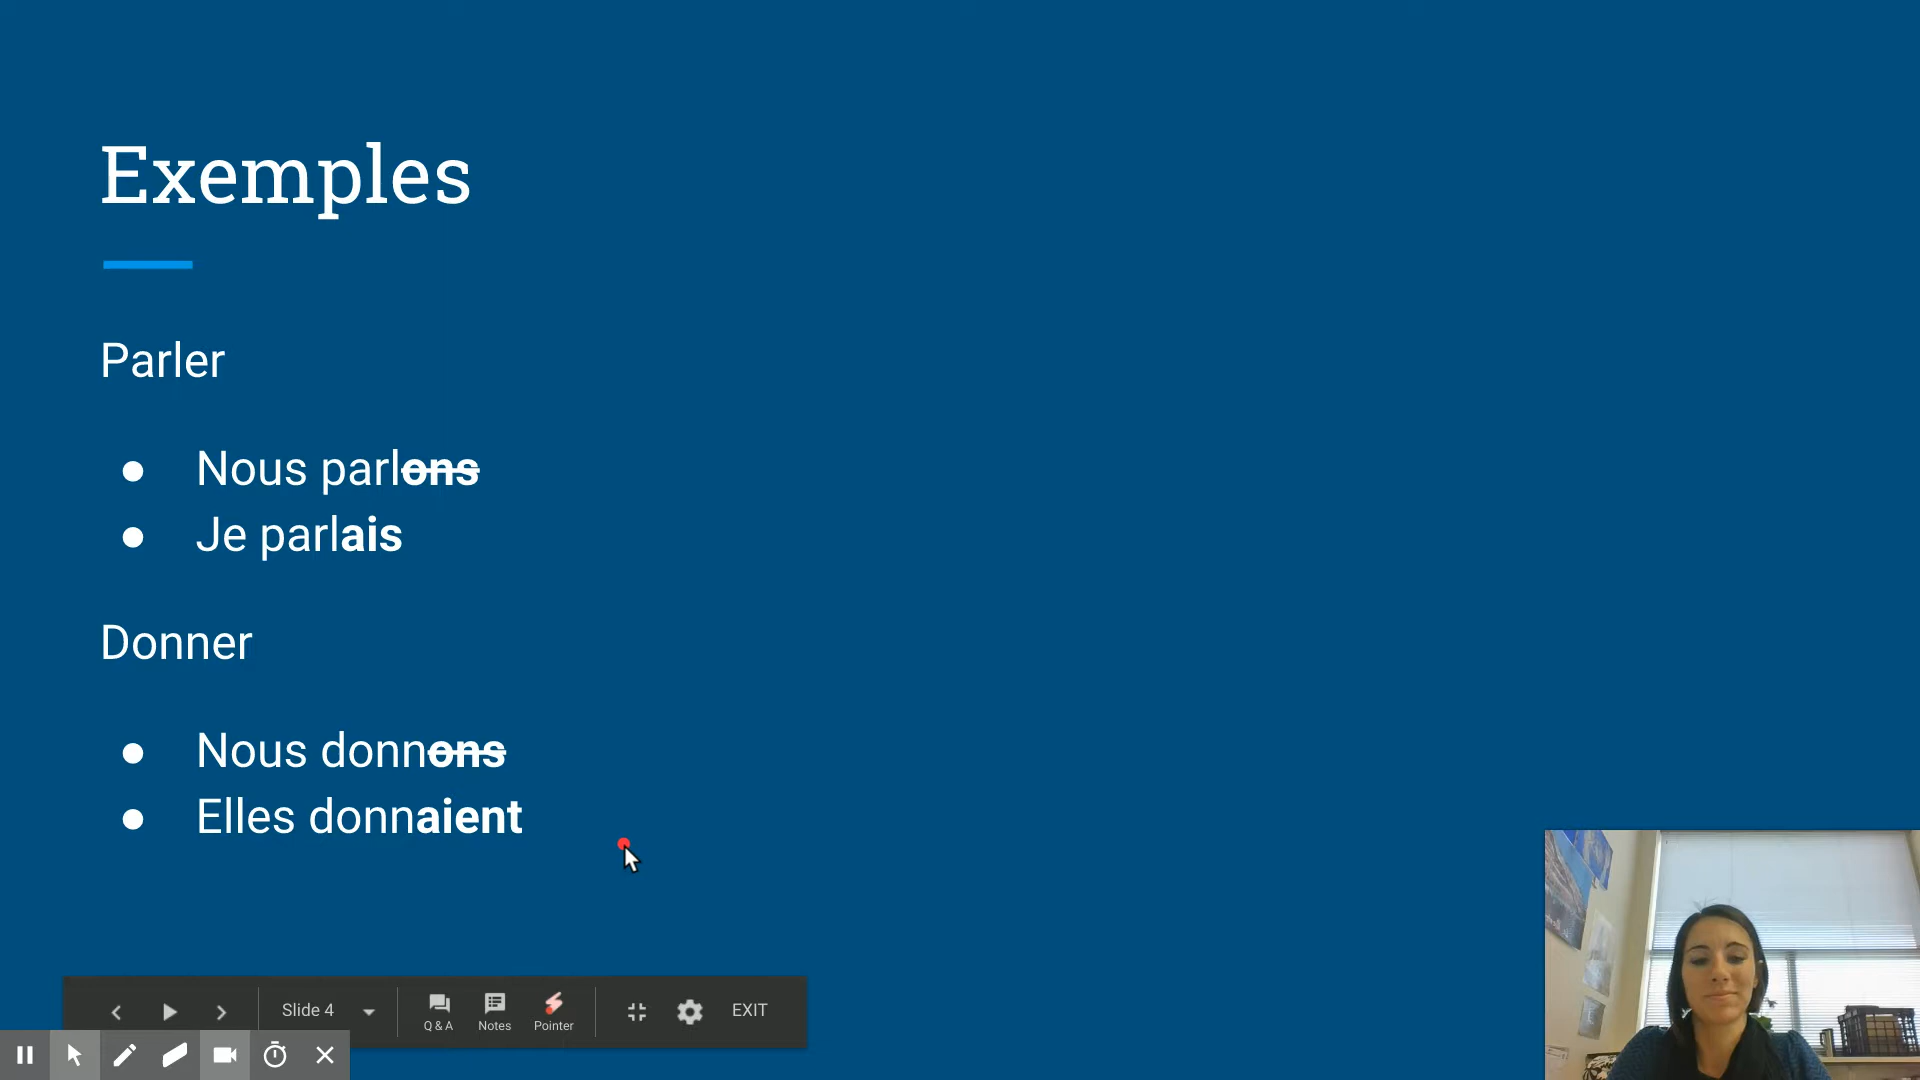 Exemples
Parler
● Nous parlons
● Je parlais
Donner
● Nous donnons
● Elles donnaient
Slide 4
Q & A
Notes
Pointer
EXIT